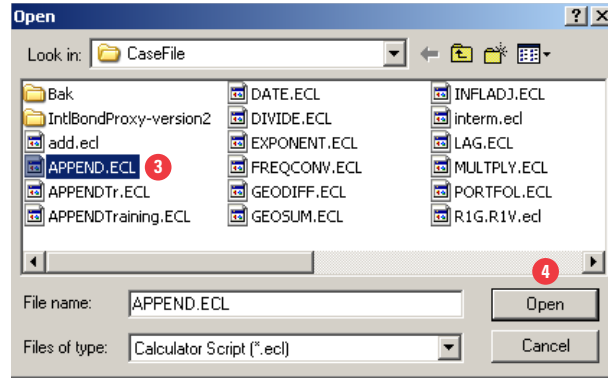 Open
Look in: CaseFile
Bak
IntlBondProxy-version2
add.ecl
APPEND.ECL 3
APPENDTr.ECL
APPENDTraining.ECL
DATE.ECL
DIVIDE.ECL
EXPONENT.ECL
FREQCONV.ECL
GEODIFF.ECL
GEOSUM.ECL
INFLADJ.ECL
interm.ecl
LAG.ECL
MULTPLY.ECL
PORTFOL.ECL
R1G.R1V.ecl
4
File name: APPEND.ECL Open
Files of type: Calculator Script (*.ecl) Cancel